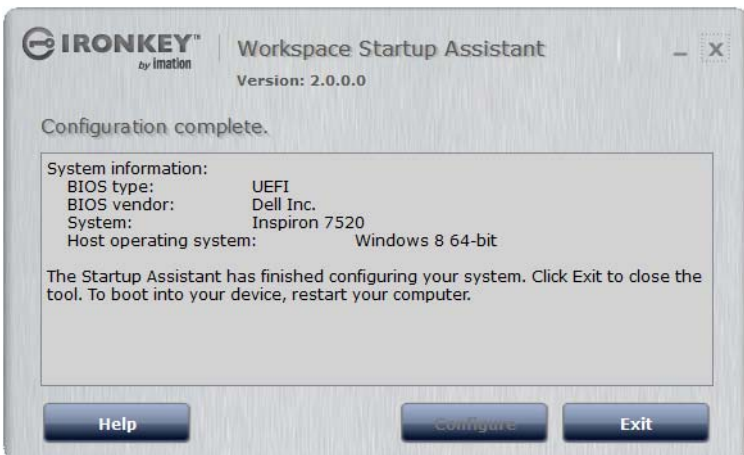 IRONKEY™
by imation
Workspace Startup Assistant
Version: 2.0.0.0
Configuration complete.
System information:
BIOS type: UEFI
BIOS vendor: Dell Inc.
System: Inspiron 7520
Host operating system: Windows 8 64-bit
The Startup Assistant has finished configuring your system. Click Exit to close the
tool. To boot into your device, restart your computer.
Help
Configure
Exit